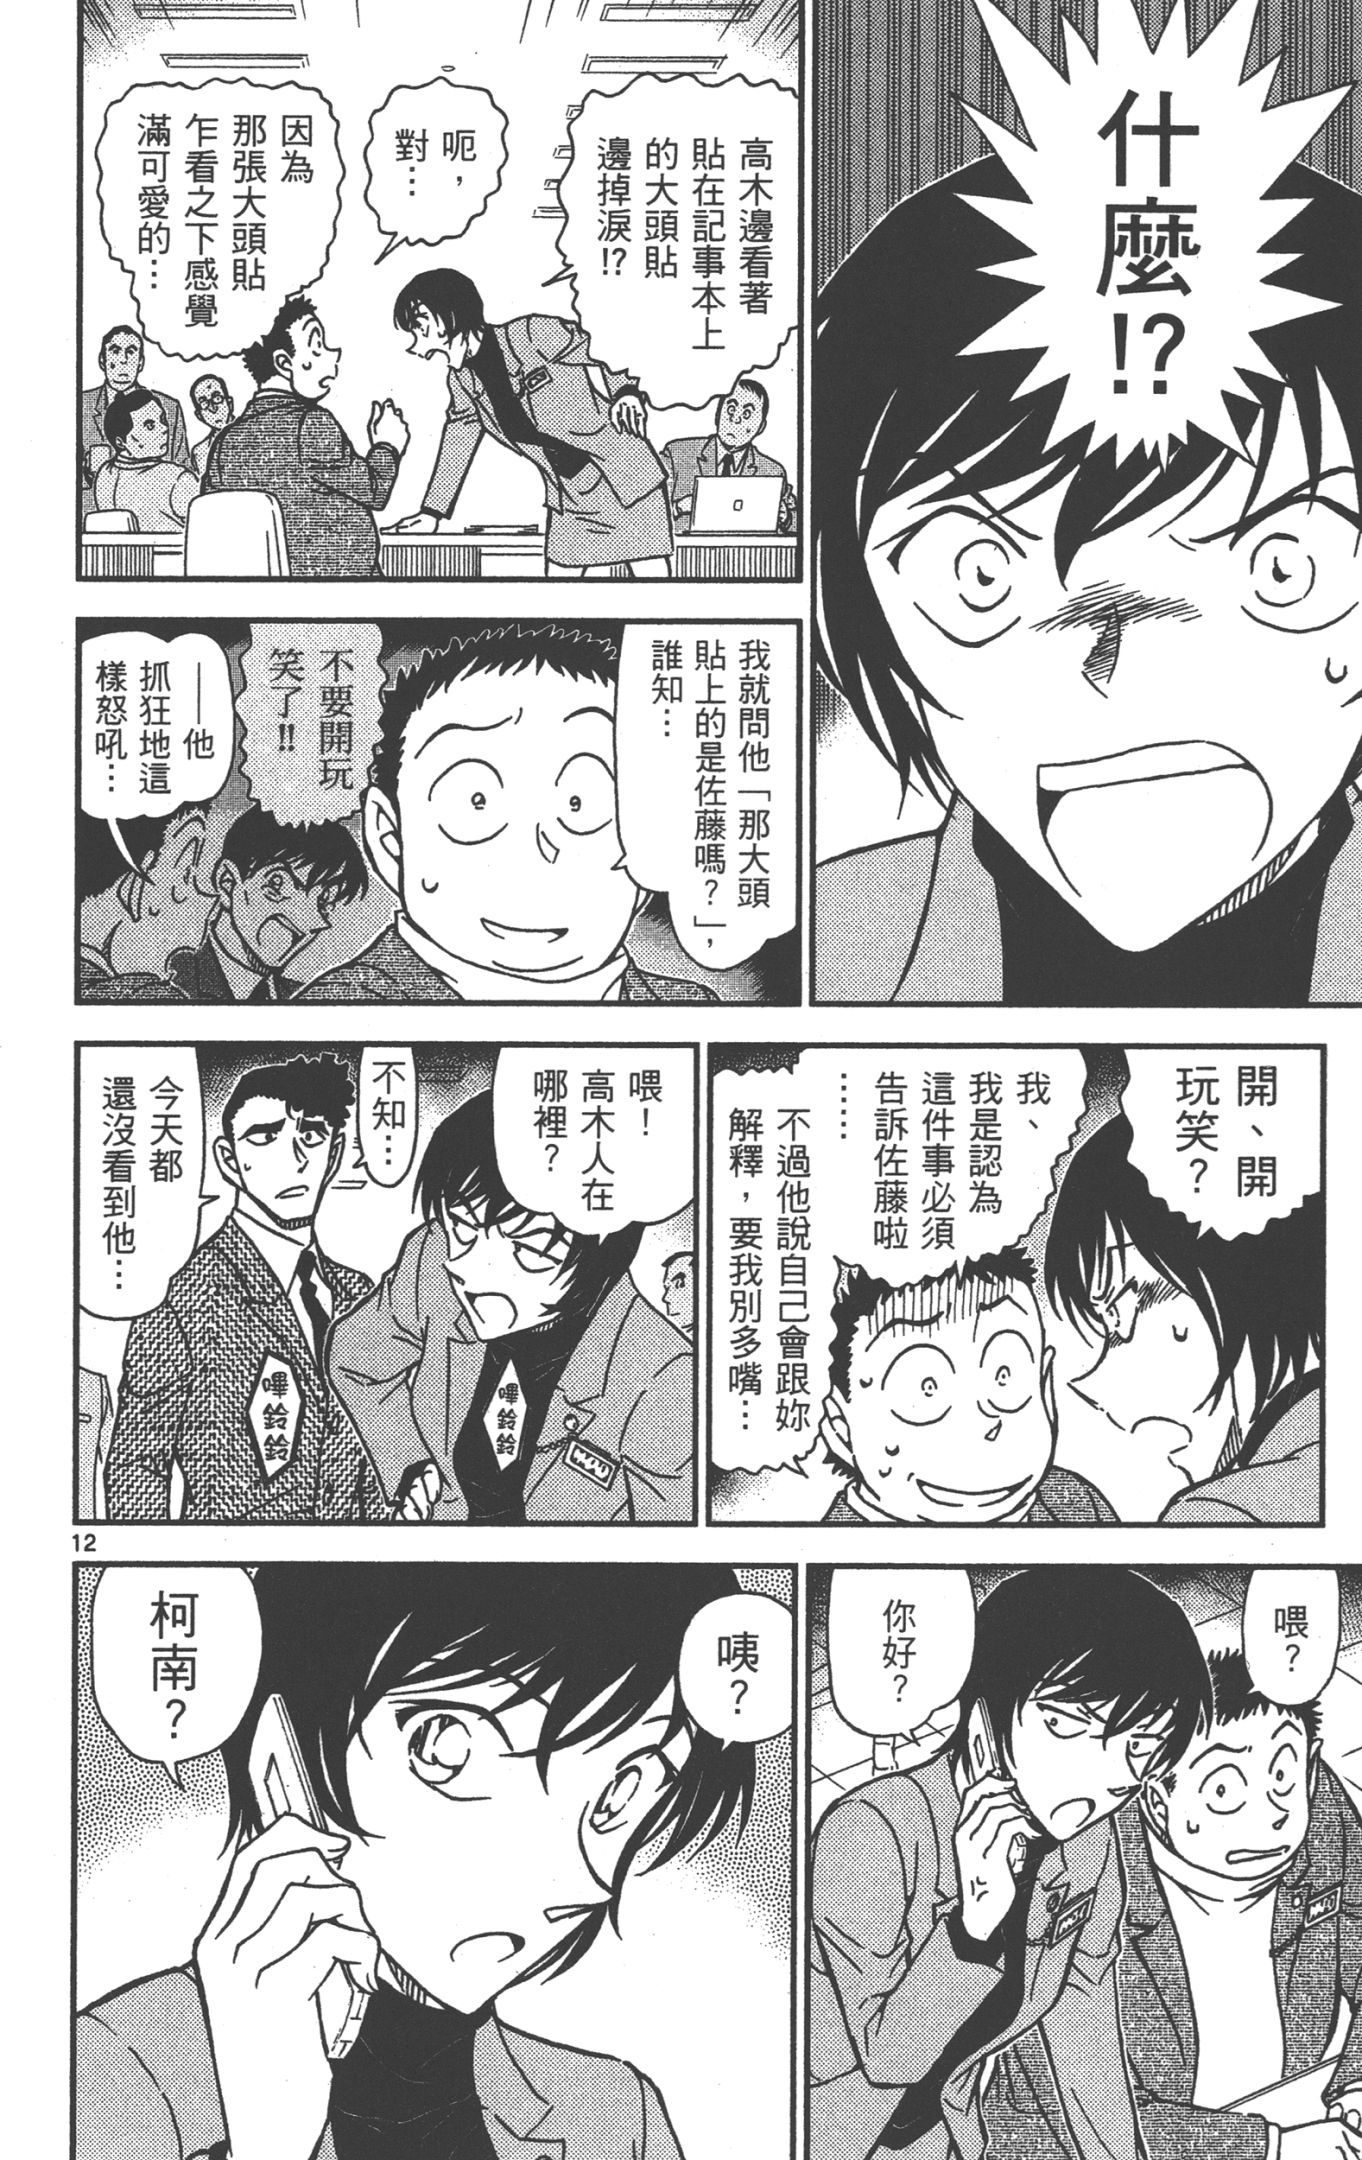 什麼!?
高木邊看著
貼在記事本上
的大頭貼
邊掉淚!?
呃，
對…
因為
那張大頭貼
乍看之下感覺
滿可愛的…
我就問他「那大頭
貼上的是佐藤嗎？」，
誰知…
不要開玩
笑了!!
——他
抓狂地這
樣怒吼…
開、開
玩笑？
我、
我是認為
這件事必須
告訴佐藤啦
……
不過他說自己會跟妳
解釋，要我別多嘴…
喂！
高木人在
哪裡？
不知…
今天都
還沒看到他…
嗶鈴鈴
嗶鈴鈴
12
喂？
你好？
咦？
柯南？